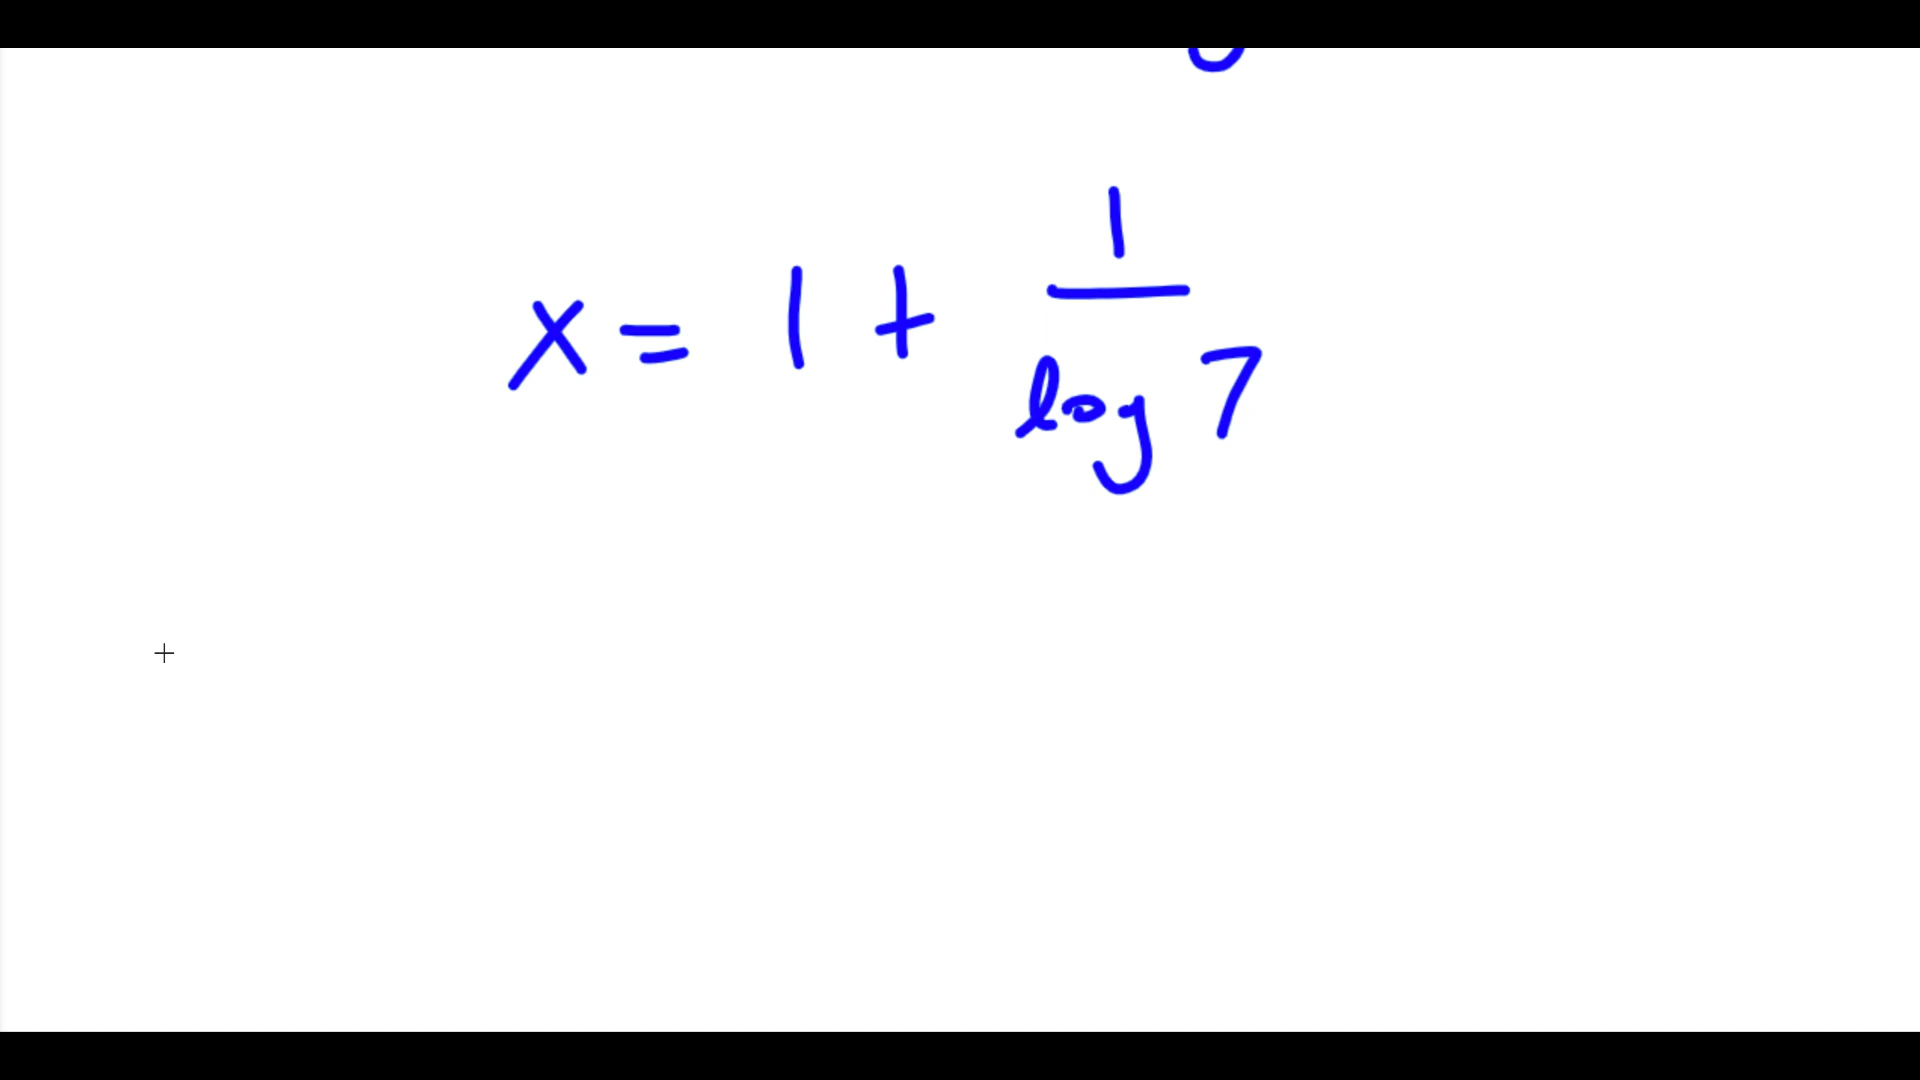 x = 1 + 1/log 7